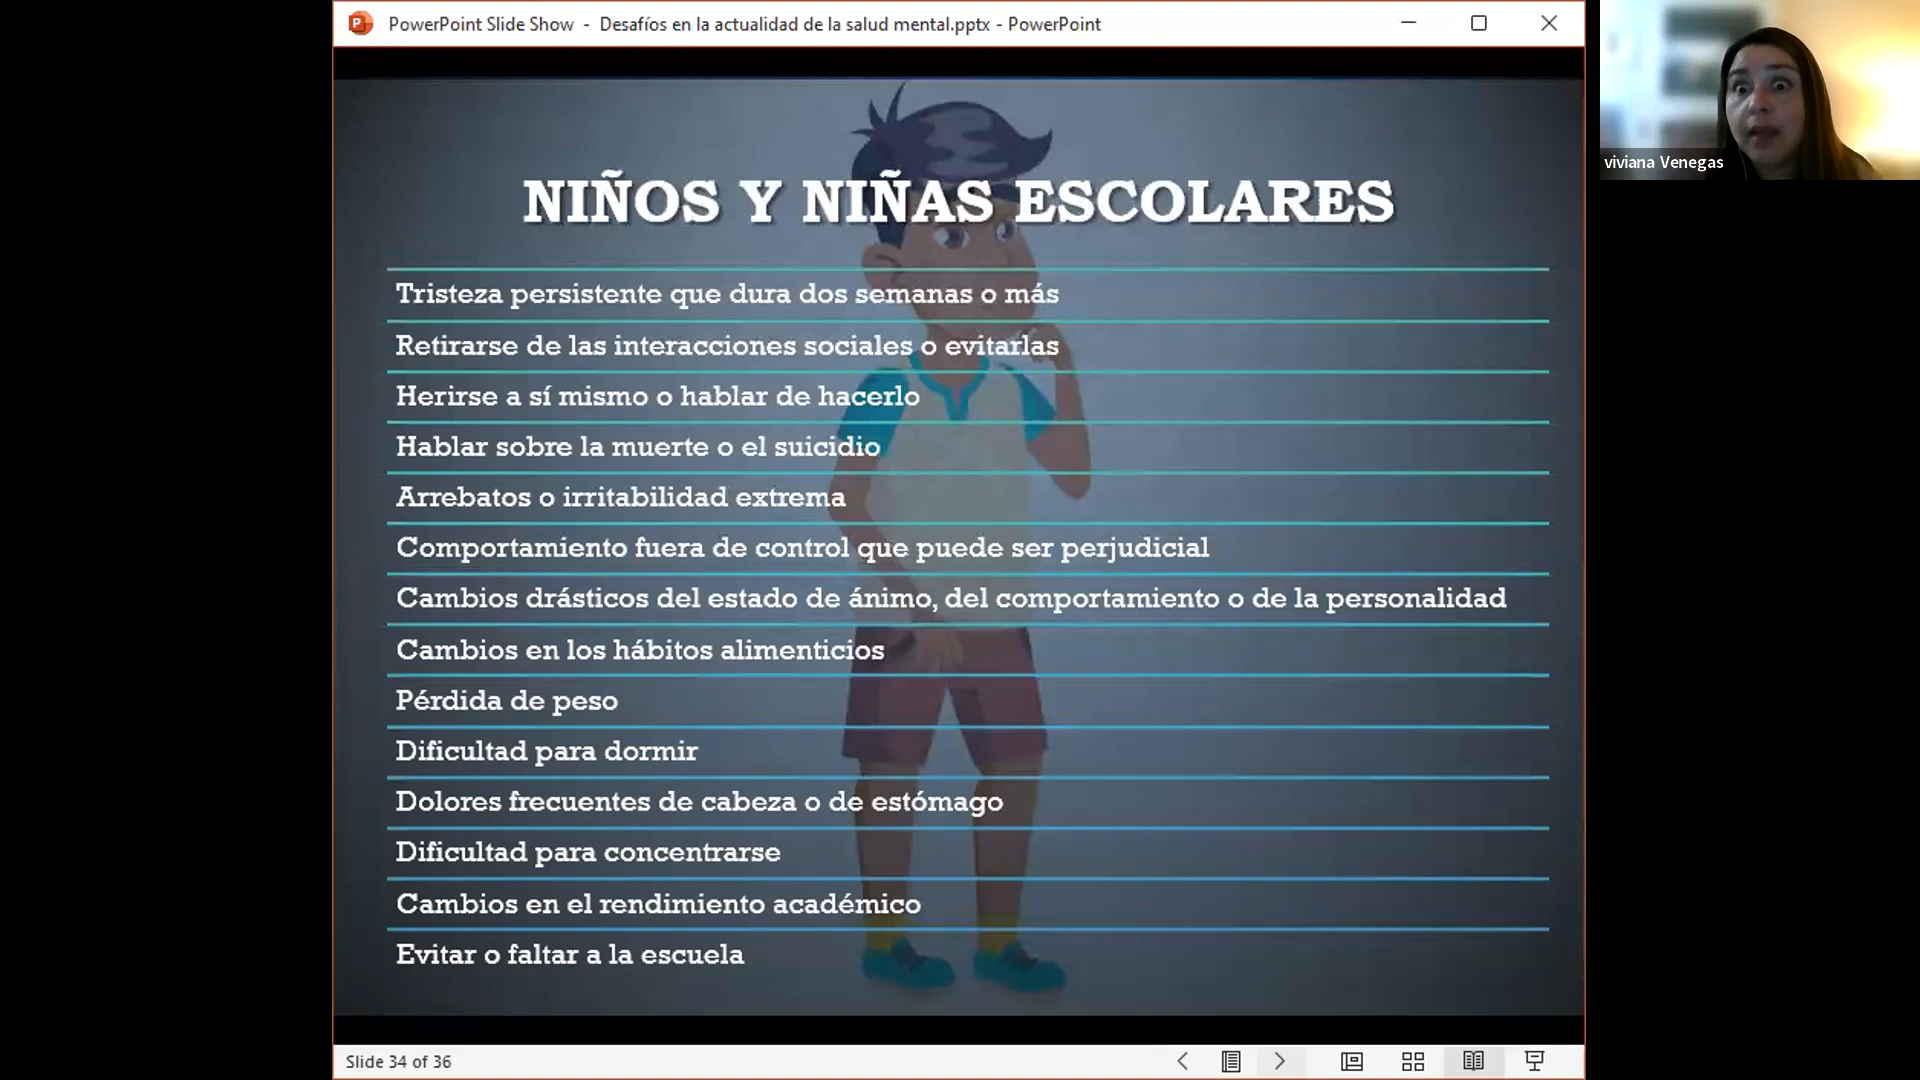 PowerPoint Slide Show - Desafíos en la actualidad de la salud mental.pptx - PowerPoint
viviana Venegas
NIÑOS Y NIÑAS ESCOLARES
Tristeza persistente que dura dos semanas o más
Retirarse de las interacciones sociales o evitarlas
Herirse a sí mismo o hablar de hacerlo
Hablar sobre la muerte o el suicidio
Arrebatos o irritabilidad extrema
Comportamiento fuera de control que puede ser perjudicial
Cambios drásticos del estado de ánimo, del comportamiento o de la personalidad
Cambios en los hábitos alimenticios
Pérdida de peso
Dificultad para dormir
Dolores frecuentes de cabeza o de estómago
Dificultad para concentrarse
Cambios en el rendimiento académico
Evitar o faltar a la escuela
Slide 34 of 36